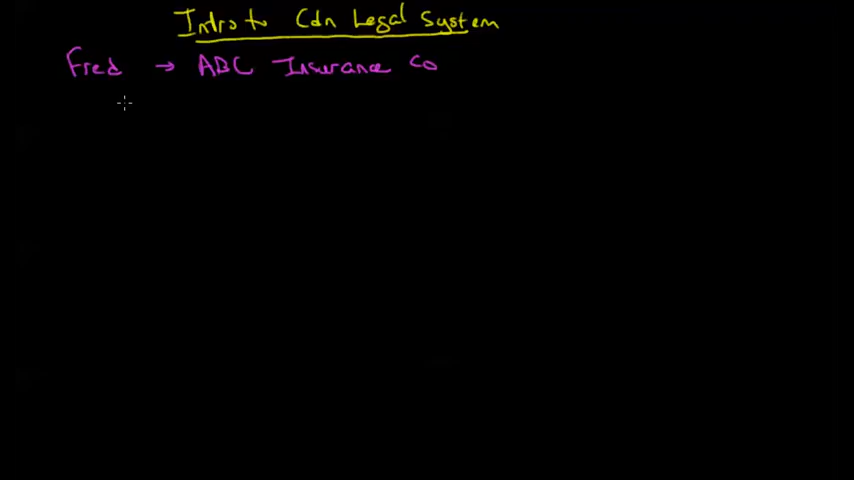 Intro to Cdn Legal System
Fred → ABC Insurance Co